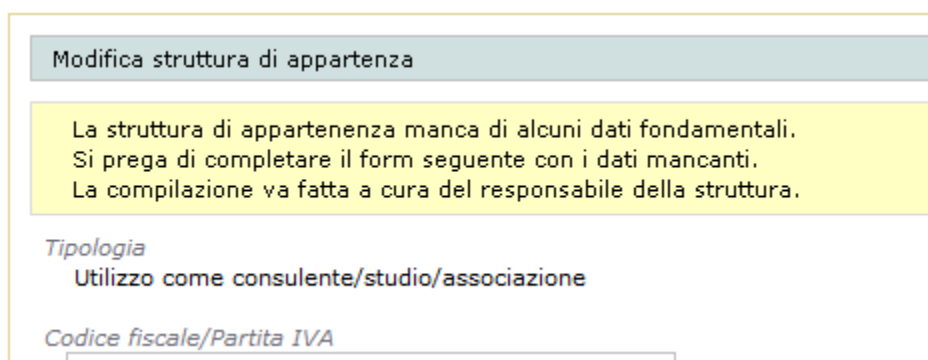 Modifica struttura di appartenza
La struttura di appartenenza manca di alcuni dati fondamentali.
Si prega di completare il form seguente con i dati mancanti.
La compilazione va fatta a cura del responsabile della struttura.
Tipologia
Utilizzo come consulente/studio/associazione
Codice fiscale/Partita IVA